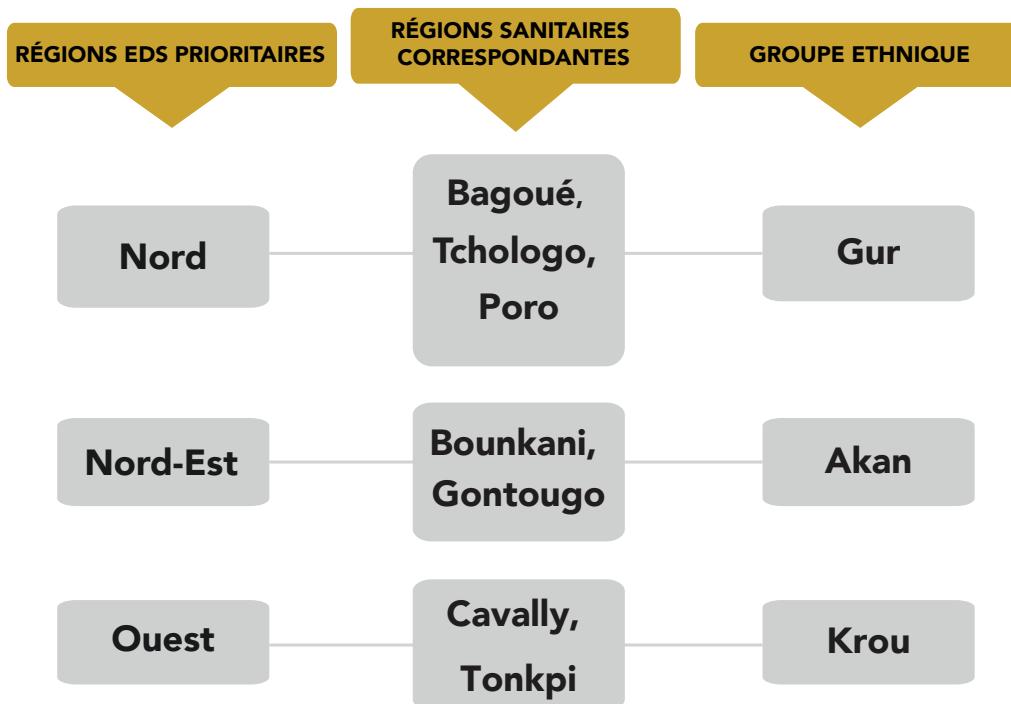 RÉGIONS EDS PRIORITAIRES
RÉGIONS SANITAIRES
CORRESPONDANTES
GROUPE ETHNIQUE
Nord
Bagoué,
Tchologo,
Poro
Gur
Nord-Est
Bounkani,
Gontougo
Akan
Ouest
Cavally,
Tonkpi
Krou